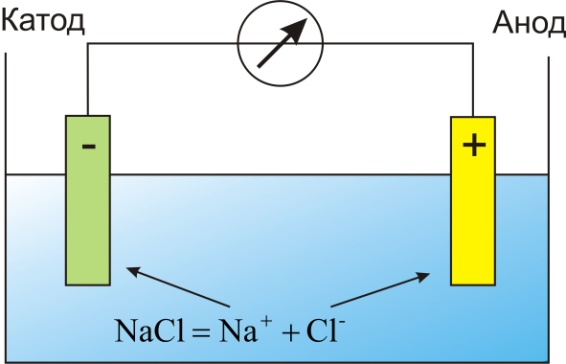 Катод Анод
- +
NaCl = Na⁺ + Cl⁻